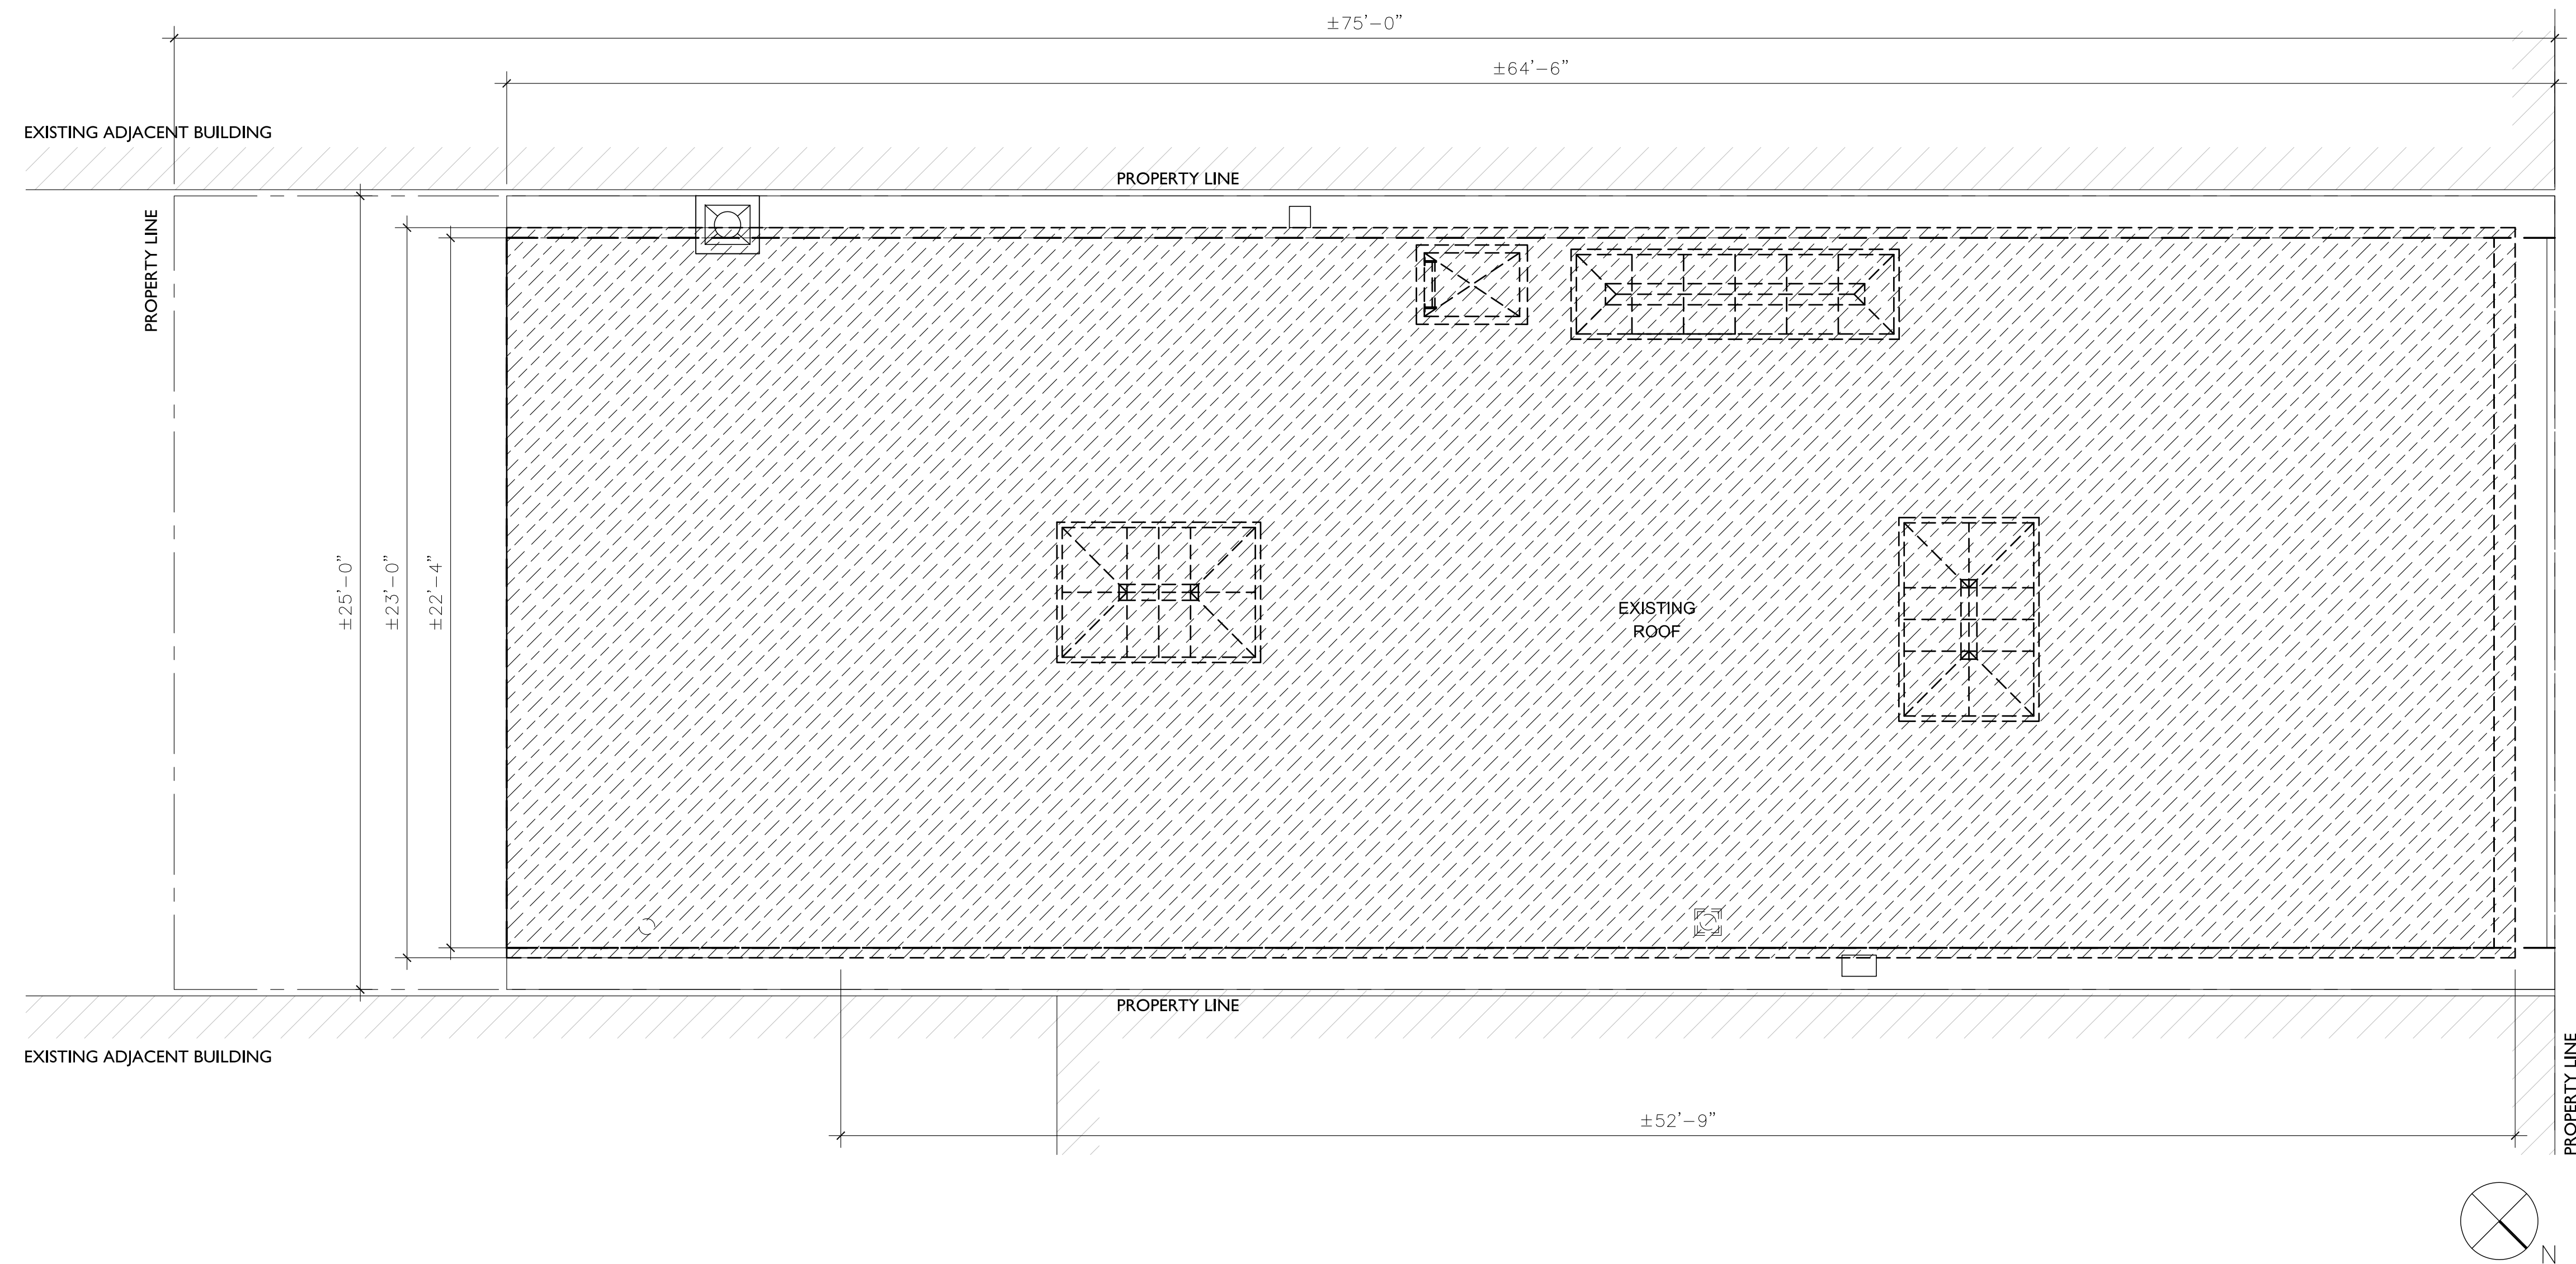 ±75'-0"
±64'-6"
EXISTING ADJACENT BUILDING
PROPERTY LINE
PROPERTY LINE
±25'-0"
±23'-0"
±22'-4"
EXISTING
ROOF
PROPERTY LINE
EXISTING ADJACENT BUILDING
PROPERTY LINE
±52'-9"
N